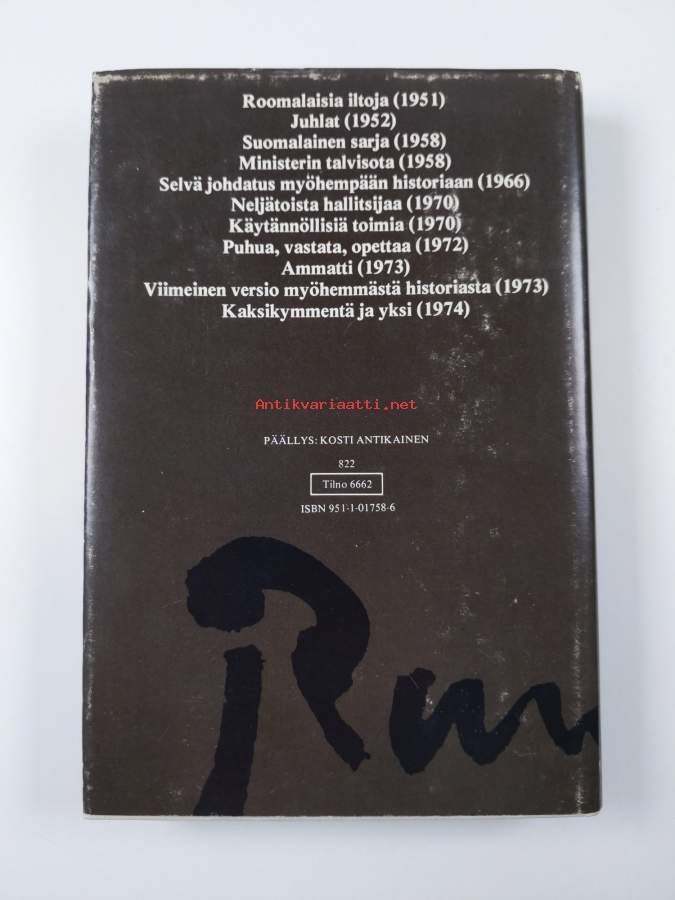 Roomalaisia iltoja (1951)
Juhlat (1952)
Suomalainen sarja (1958)
Ministerin talvisota (1958)
Selvä johdatus myöhempään historiaan (1966)
Neljätoista hallitsijaa (1970)
Käytännöllisiä toimia (1970)
Puhua, vastata, opettaa (1972)
Ammatti (1973)
Viimeinen versio myöhemmästä historiasta (1973)
Kaksikymmentä ja yksi (1974)
Antikvariaatti.net
PÄÄLLYS: KOSTI ANTIKAINEN
822
Tilno 6662
ISBN 951-1-01758-6
Run